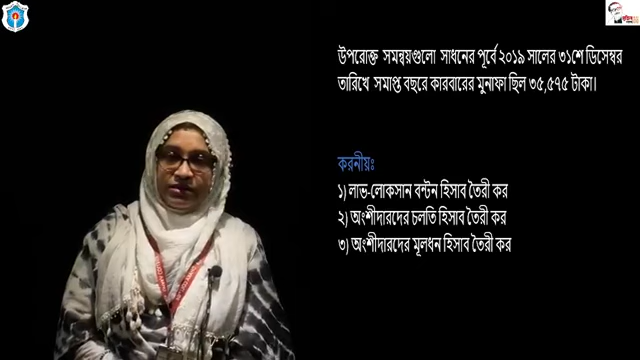 উপরোক্ত সমন্বয়গুলো সাধনের পূর্বে ২০১৯ সালের ৩১শে ডিসেম্বর
তারিখে সমাপ্ত বছরে কারবারের মুনাফা ছিল ৩৫,৫৭৫ টাকা।
করনীয়ঃ
১) লাভ-লোকসান বন্টন হিসাব তৈরী কর
২) অংশীদারদের চলতি হিসাব তৈরী কর
৩) অংশীদারদের মূলধন হিসাব তৈরী কর